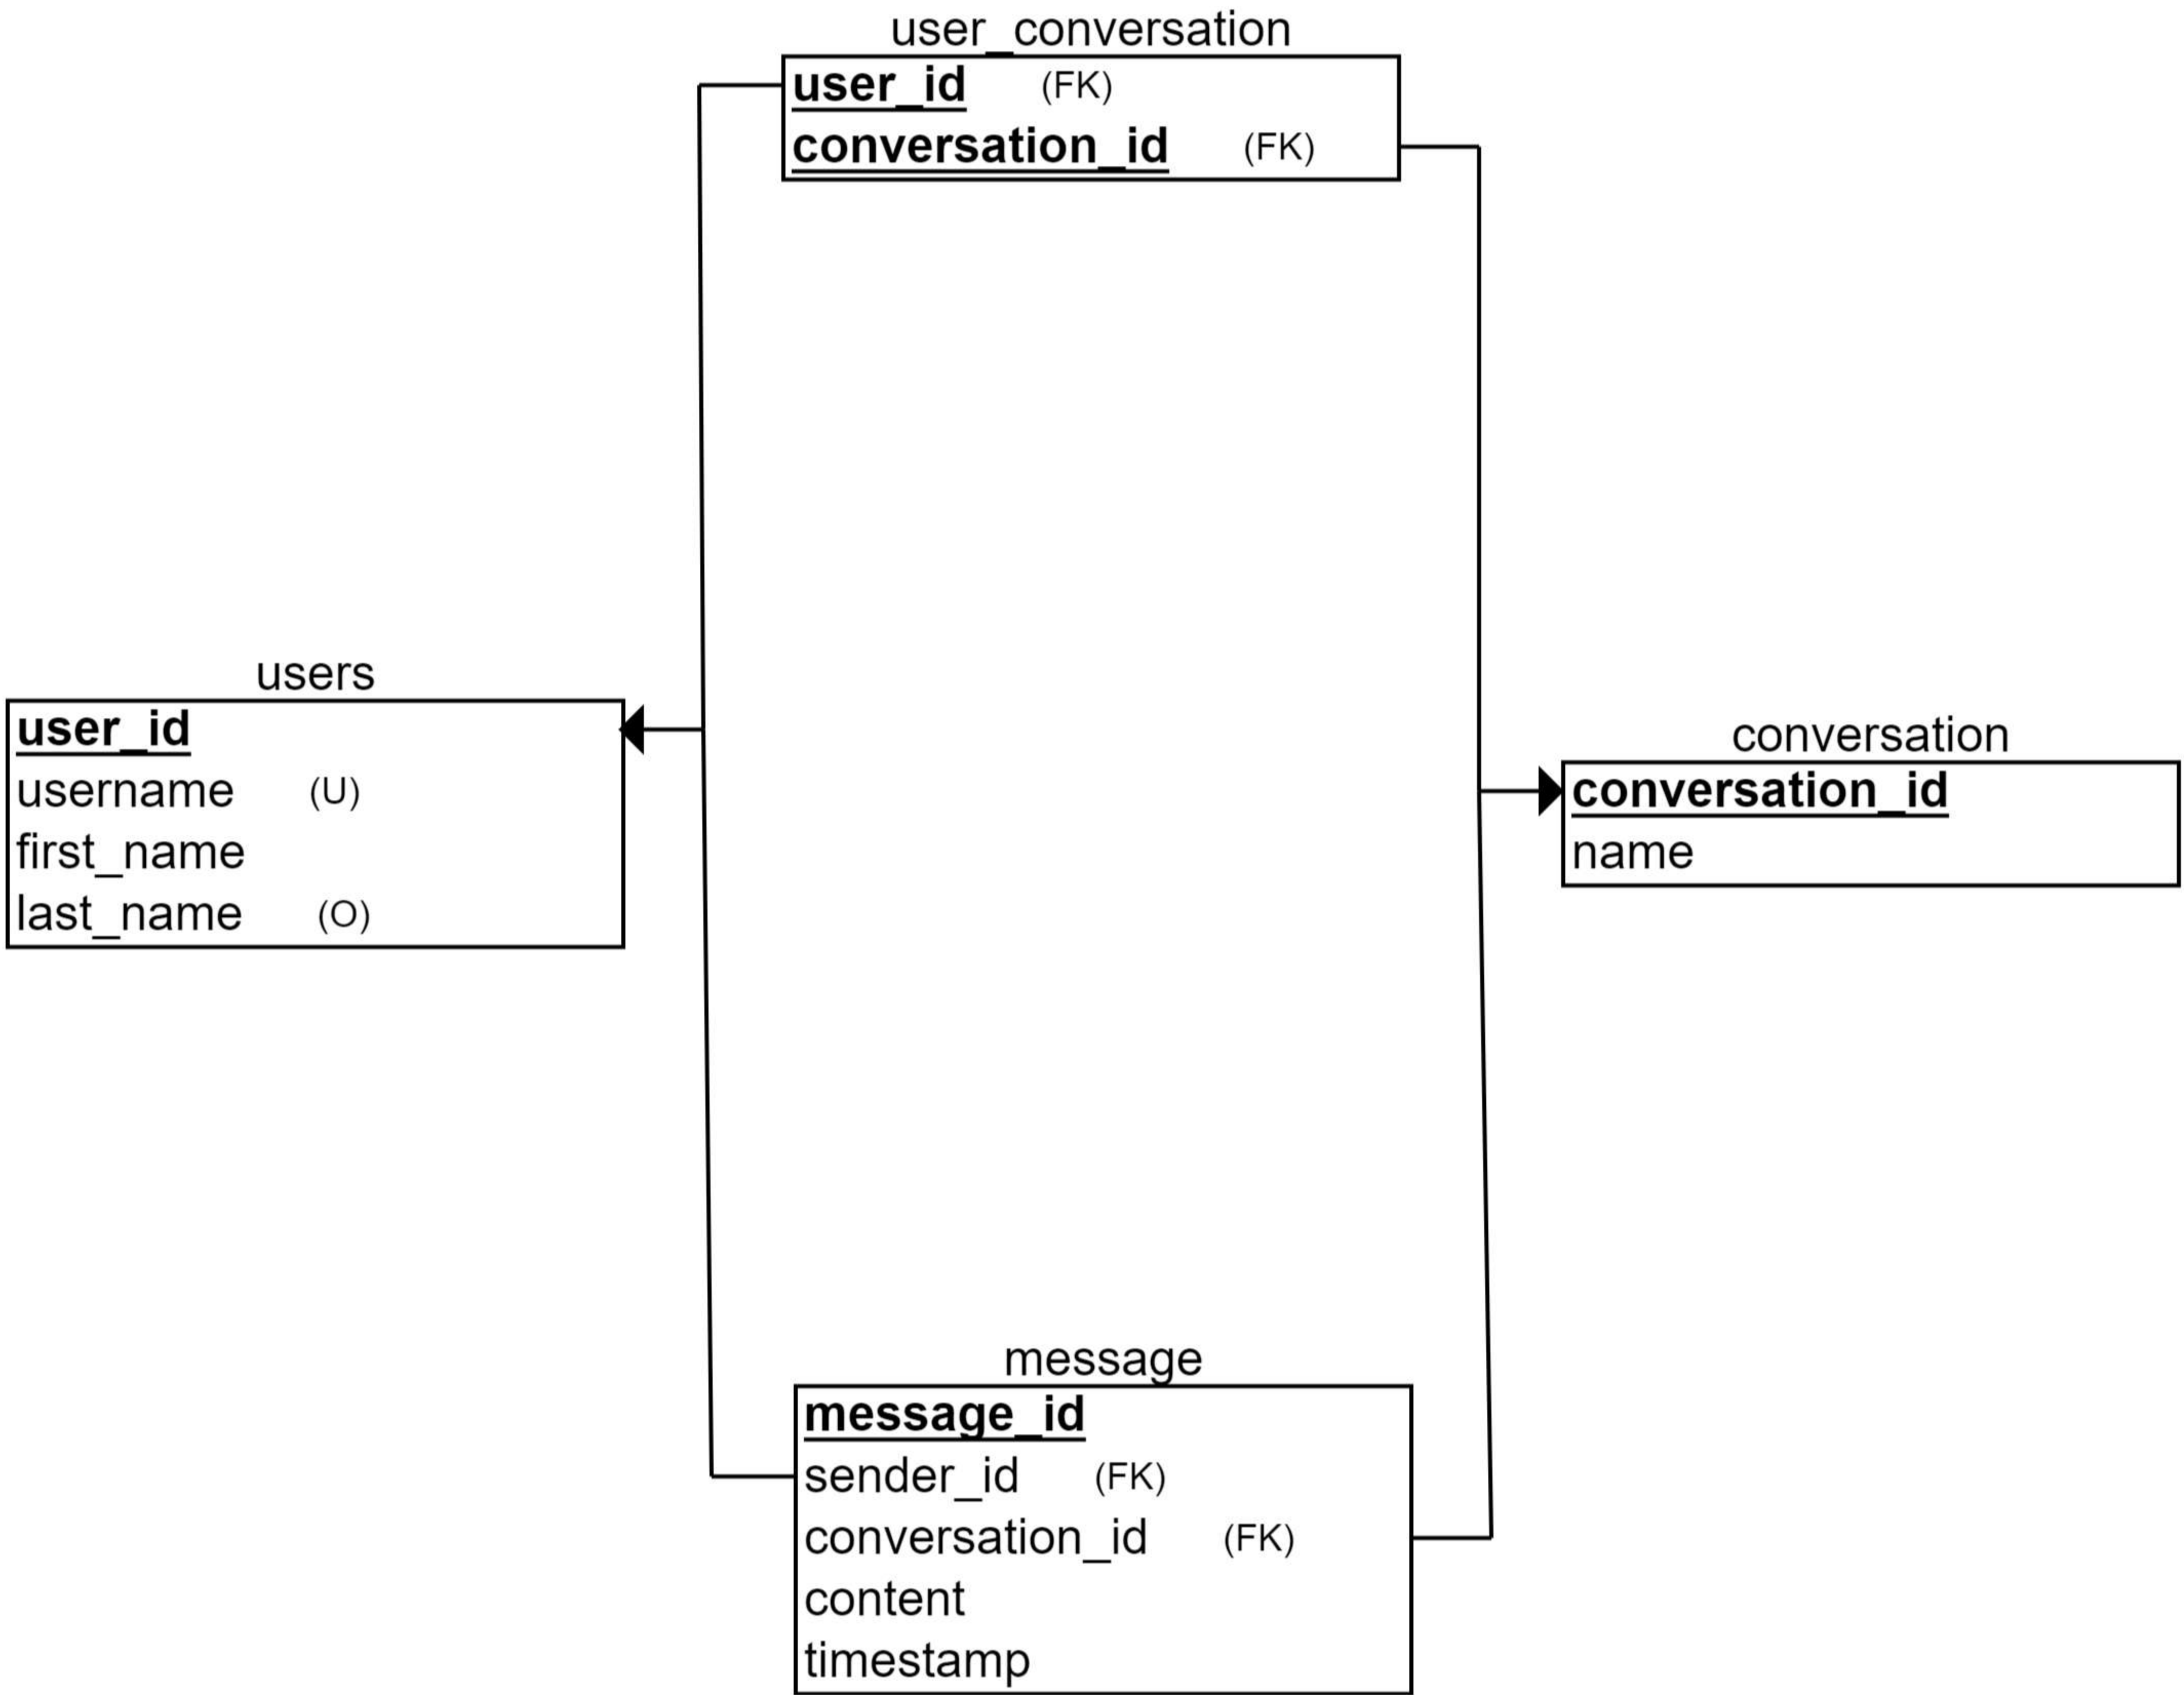 user_conversation
user_id (FK)
conversation_id (FK)
users
user_id
username (U)
first_name
last_name (O)
conversation
conversation_id
name
message
message_id
sender_id (FK)
conversation_id (FK)
content
timestamp